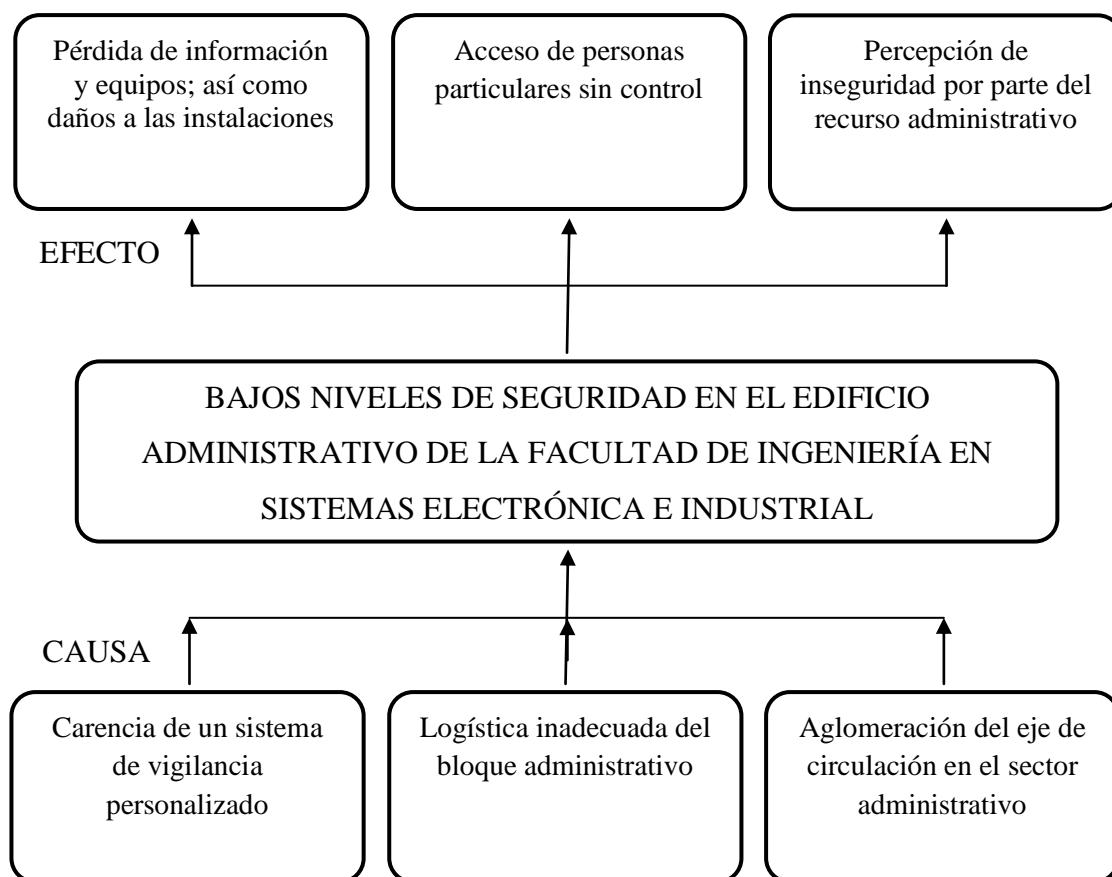 Pérdida de información
y equipos; así como
daños a las instalaciones
Acceso de personas
particulares sin control
Percepción de
inseguridad por parte del
recurso administrativo
EFECTO
BAJOS NIVELES DE SEGURIDAD EN EL EDIFICIO
ADMINISTRATIVO DE LA FACULTAD DE INGENIERÍA EN
SISTEMAS ELECTRÓNICA E INDUSTRIAL
CAUSA
Carencia de un sistema
de vigilancia
personalizado
Logística inadecuada del
bloque administrativo
Aglomeración del eje de
circulación en el sector
administrativo